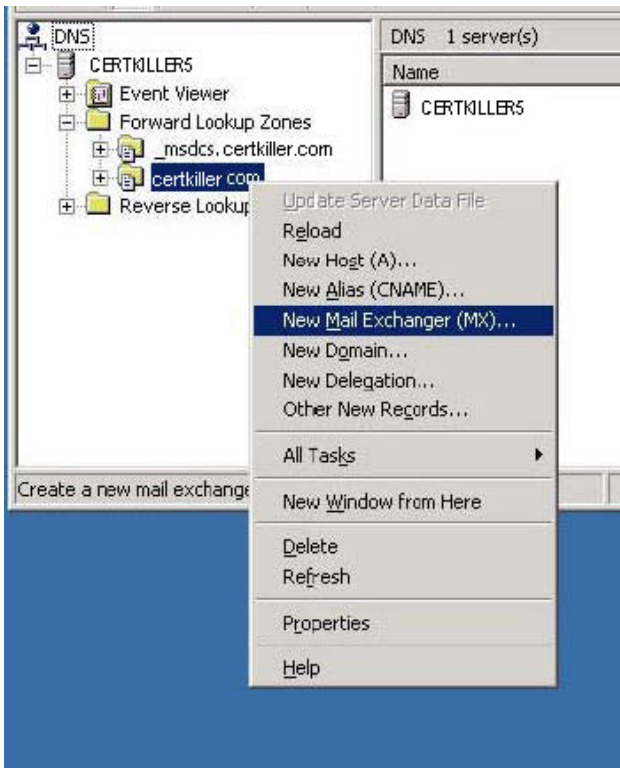 DNS
CERTKILLER5
Event Viewer
Forward Lookup Zones
_msdcs.certkiller.com
certkiller.com
Reverse Lookup
DNS 1 server(s)
Name
CERTKILLER5
Update Server Data File
Reload
New Host (A)...
New Alias (CNAME)...
New Mail Exchanger (MX)...
New Domain...
New Delegation...
Other New Records...
All Tasks
New Window from Here
Delete
Refresh
Properties
Help
Create a new mail exchange